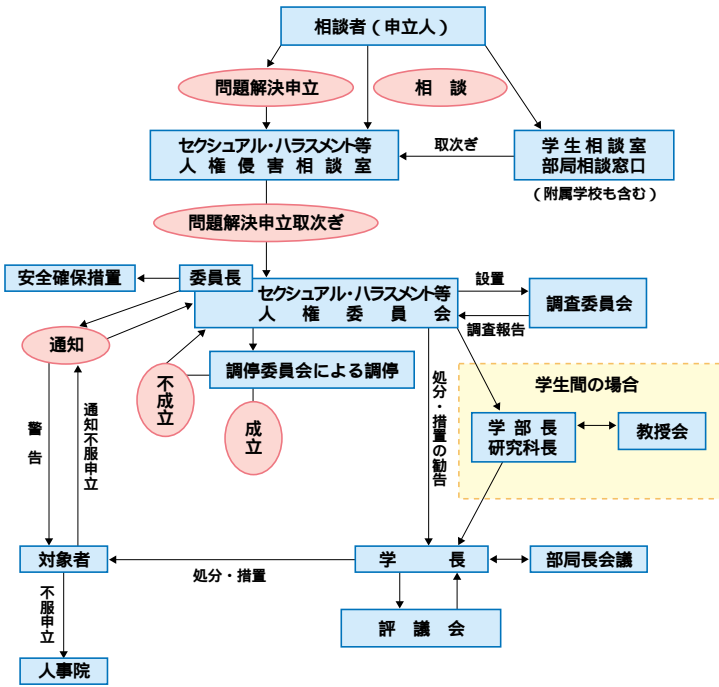 相談者（申立人）
問題解決申立
相談
セクシュアル・ハラスメント等
人権侵害相談室
取次ぎ
学生相談室
部局相談窓口
（附属学校も含む）
問題解決申立取次ぎ
安全確保措置
委員長
セクシュアル・ハラスメント等
人権委員会
設置
調査報告
調査委員会
通知
不成立
調停委員会による調停
成立
処分・措置の勧告
学生間の場合
学部長
研究科長
教授会
警告
通知不服申立
対象者
処分・措置
学長
部局長会議
不服申立
評議会
人事院